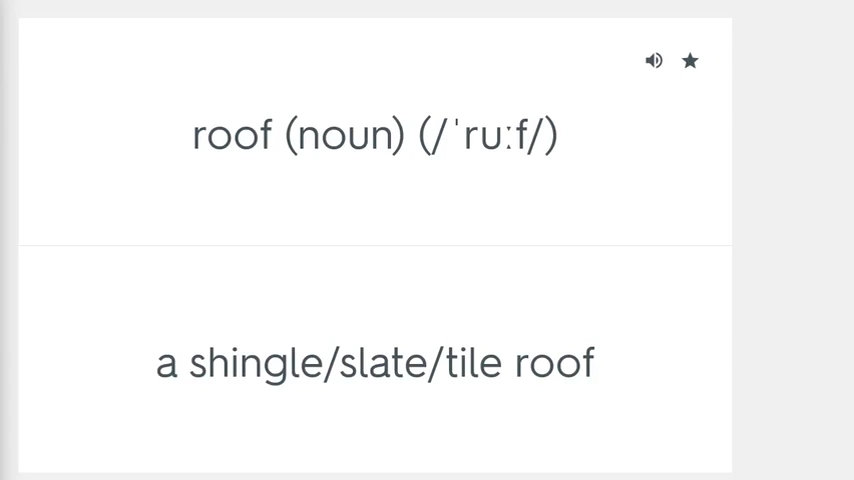 roof (noun) (/ˈruːf/)
a shingle/slate/tile roof